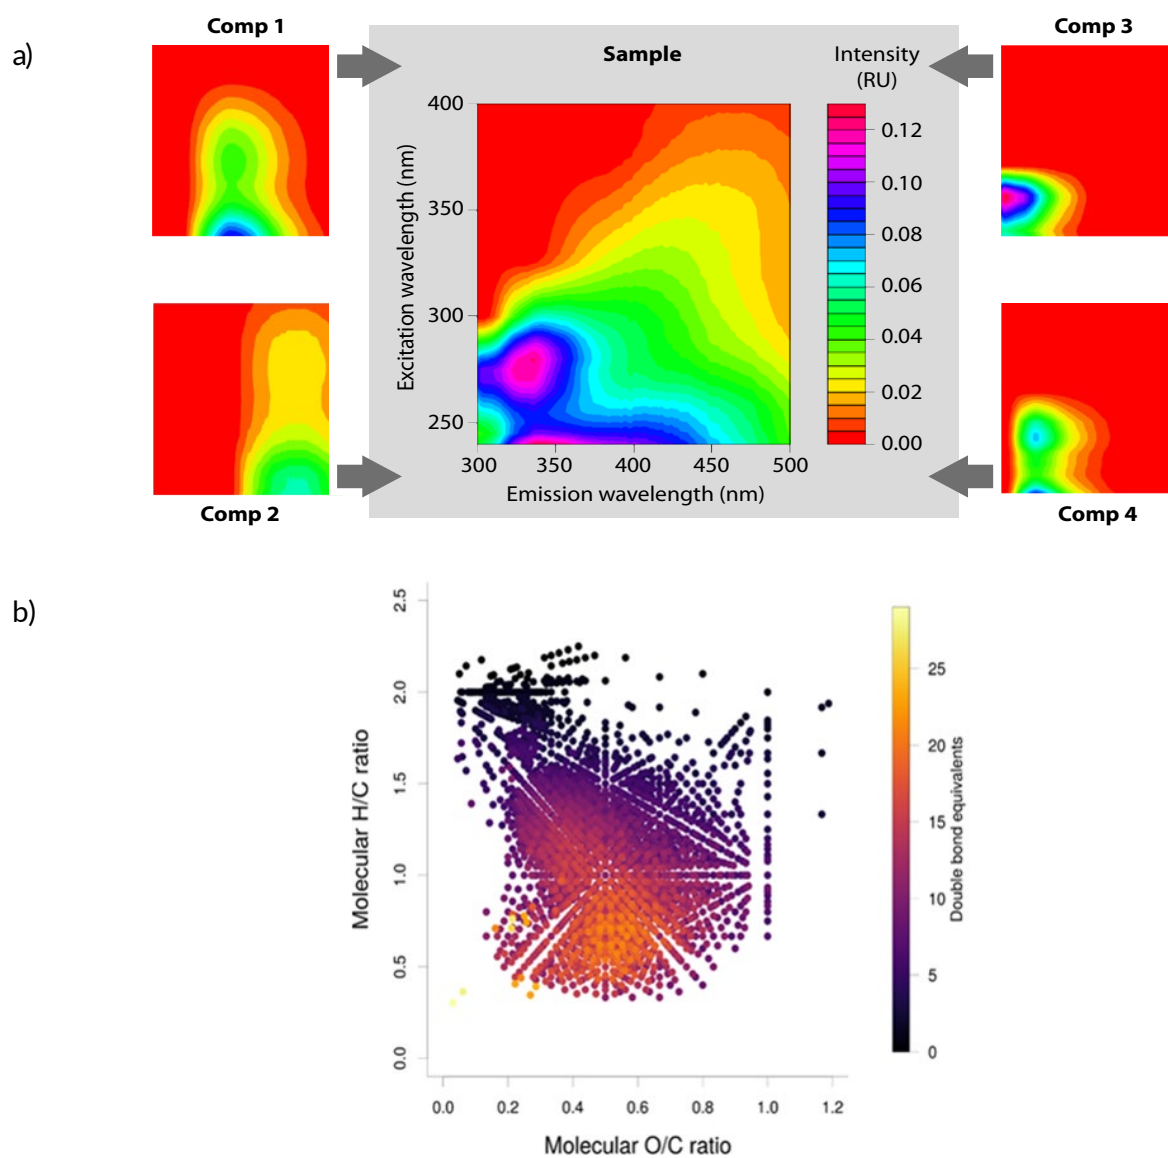 a)
Comp 1
Comp 3
Sample
Intensity
(RU)
Excitation wavelength (nm)
400
350
300
250
300 350 400 450 500
Emission wavelength (nm)
0.12
0.10
0.08
0.06
0.04
0.02
0.00
Comp 2
Comp 4
b)
Molecular H/C ratio
2.5
2.0
1.5
1.0
0.5
0.0
0.0 0.2 0.4 0.6 0.8 1.0 1.2
Molecular O/C ratio
25
20
15
10
5
0
Double bond equivalents